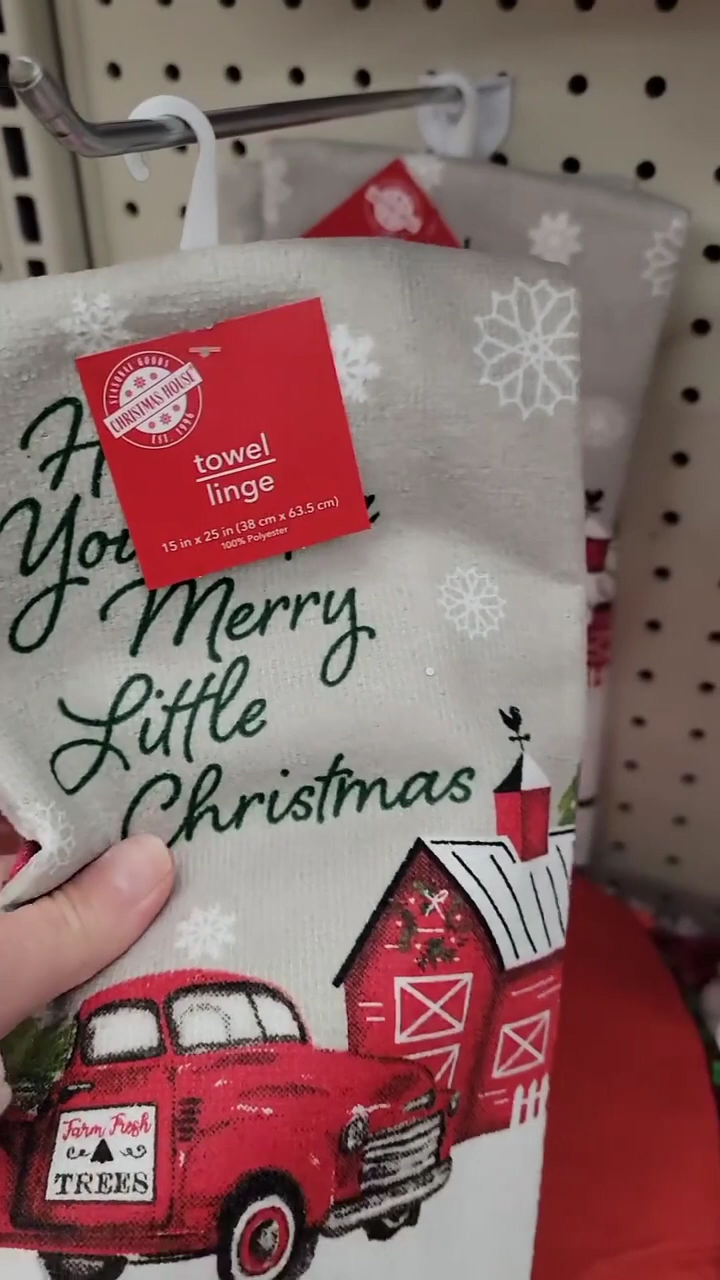 SEASONAL GOODS
CHRISTMAS HOUSE
EST. 1996
towel
linge
15 in x 25 in (38 cm x 63.5 cm)
100% Polyester
Merry
Little
Christmas
Farm Fresh
TREES